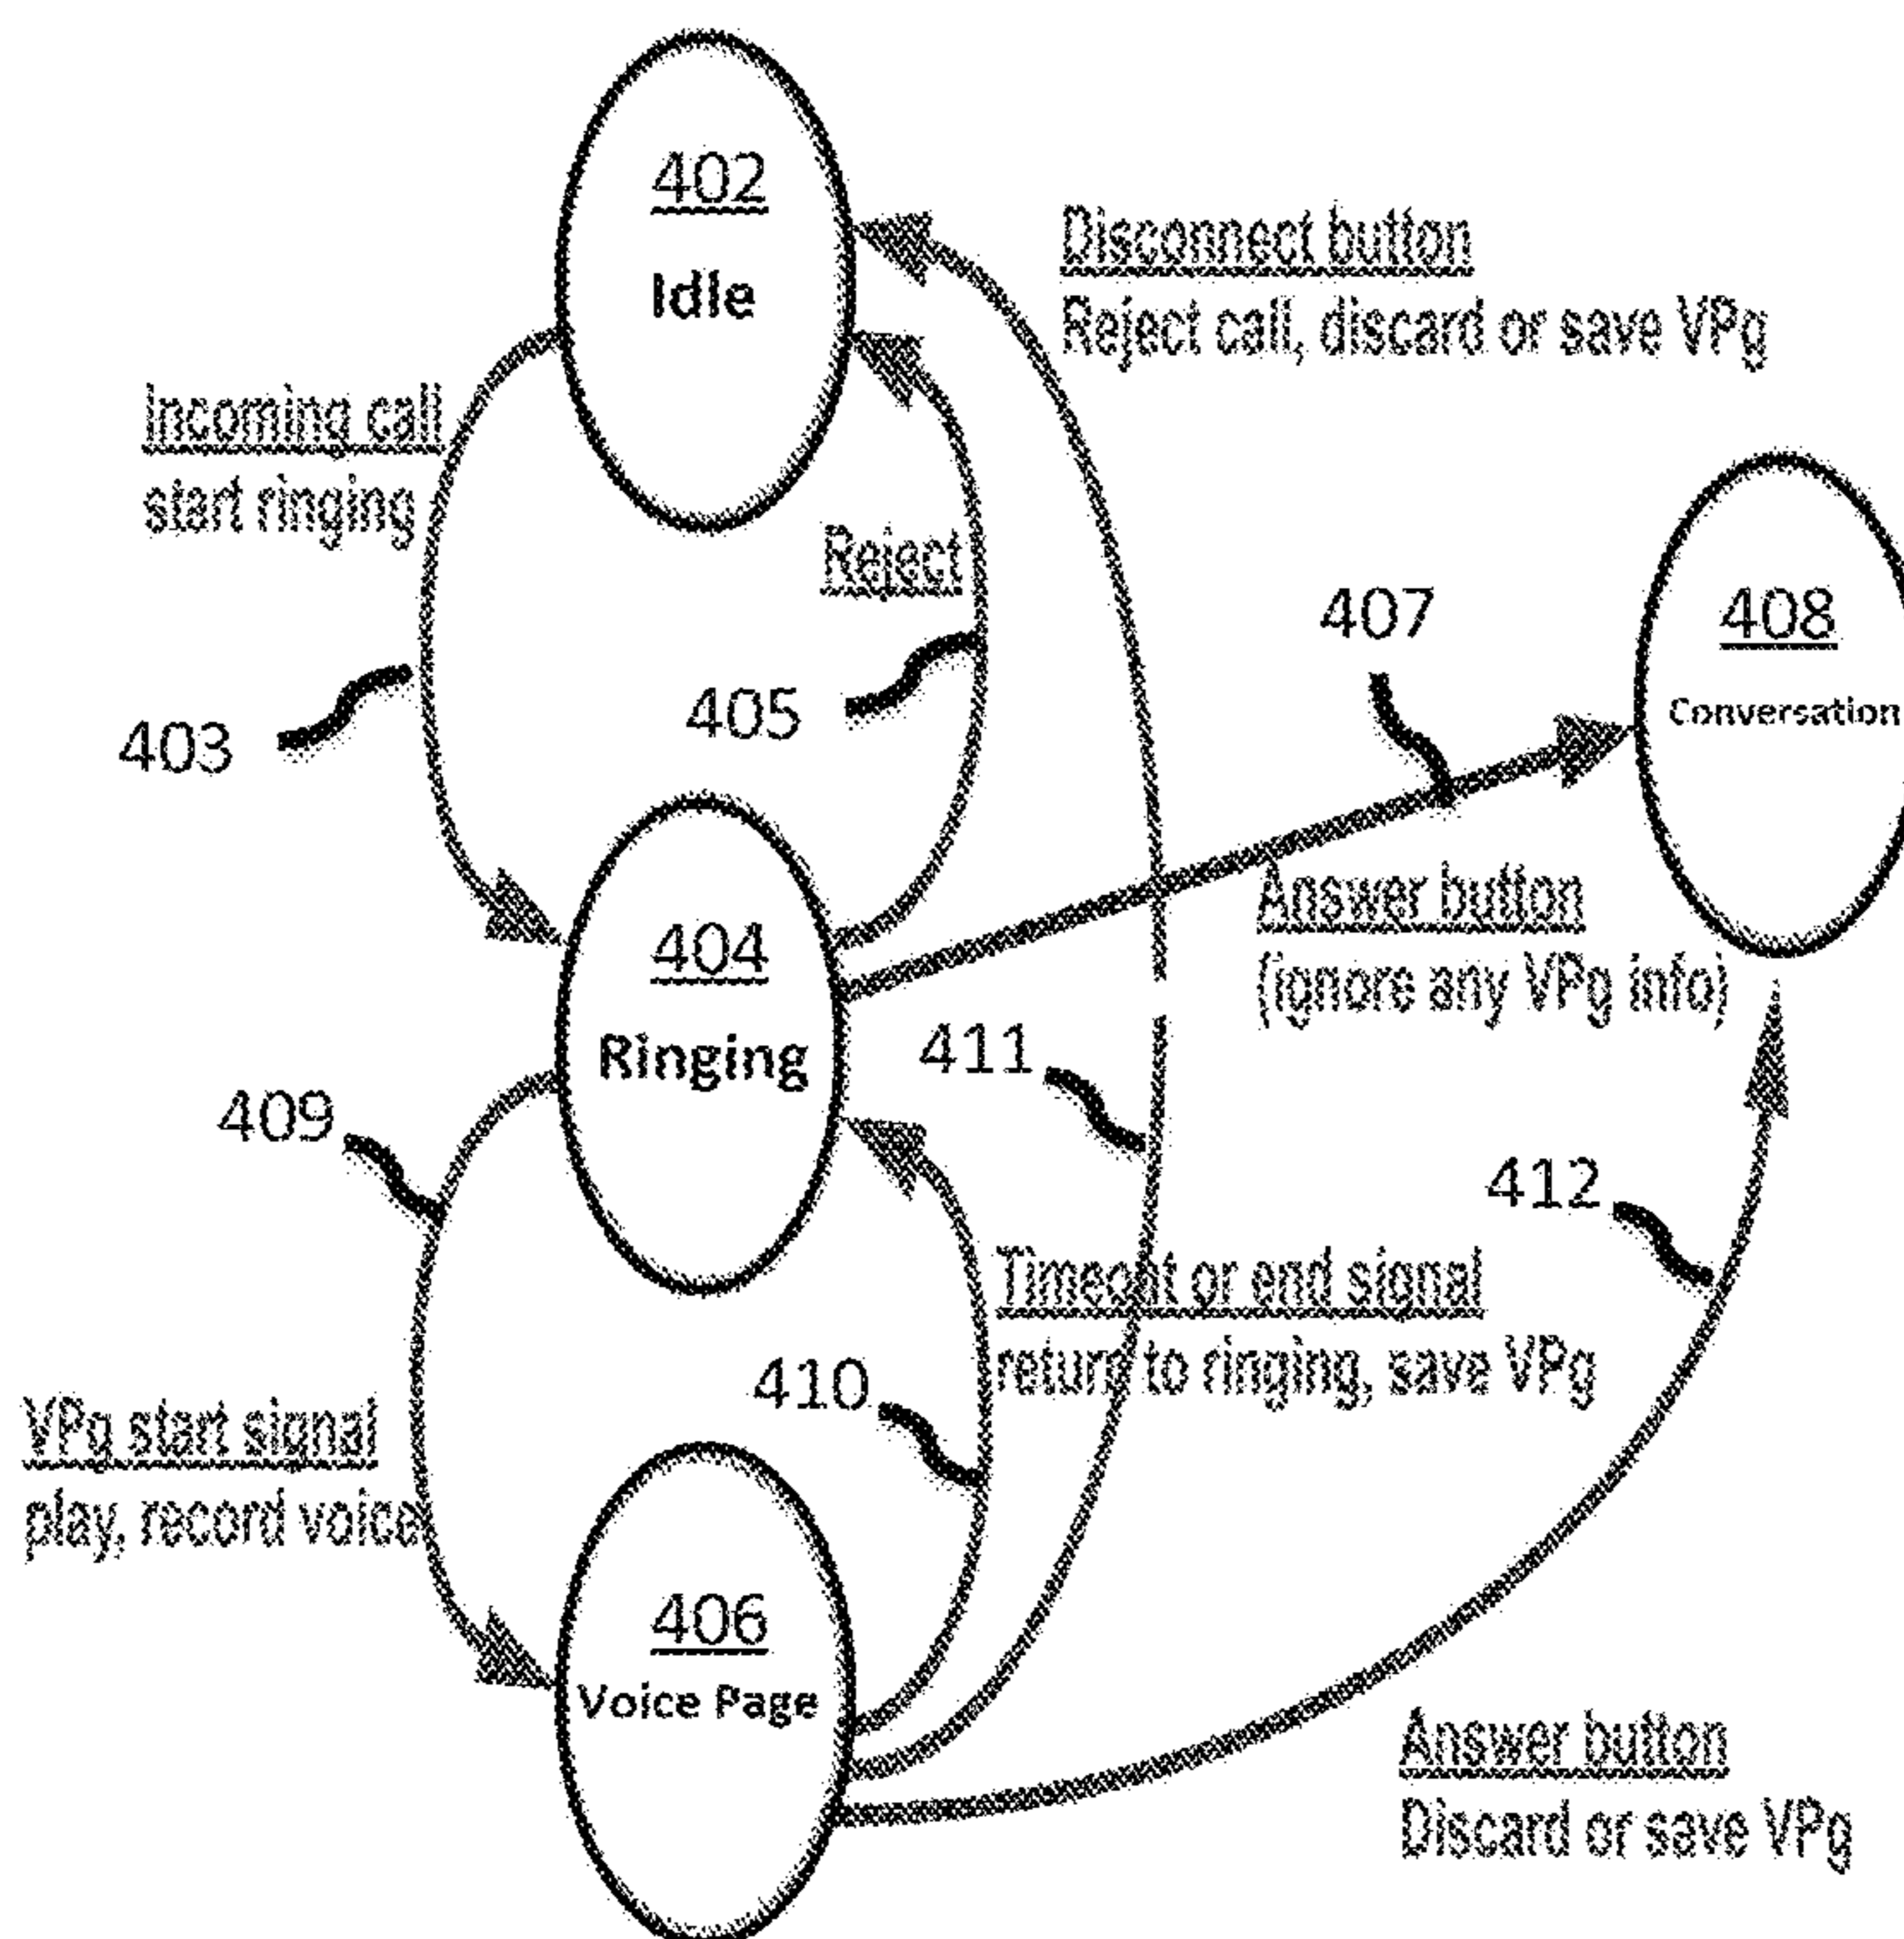 402
Idle
Disconnect button
Reject call, discard or save VPg
Incoming call
start ringing
Reject
407
408
Conversation
405
403
Answer button
(ignore any VPg info)
404
Ringing
411
409
412
Timeout or end signal
return to ringing, save VPg
410
VPg start signal
play, record voice
406
Voice Page
Answer button
Discard or save VPg